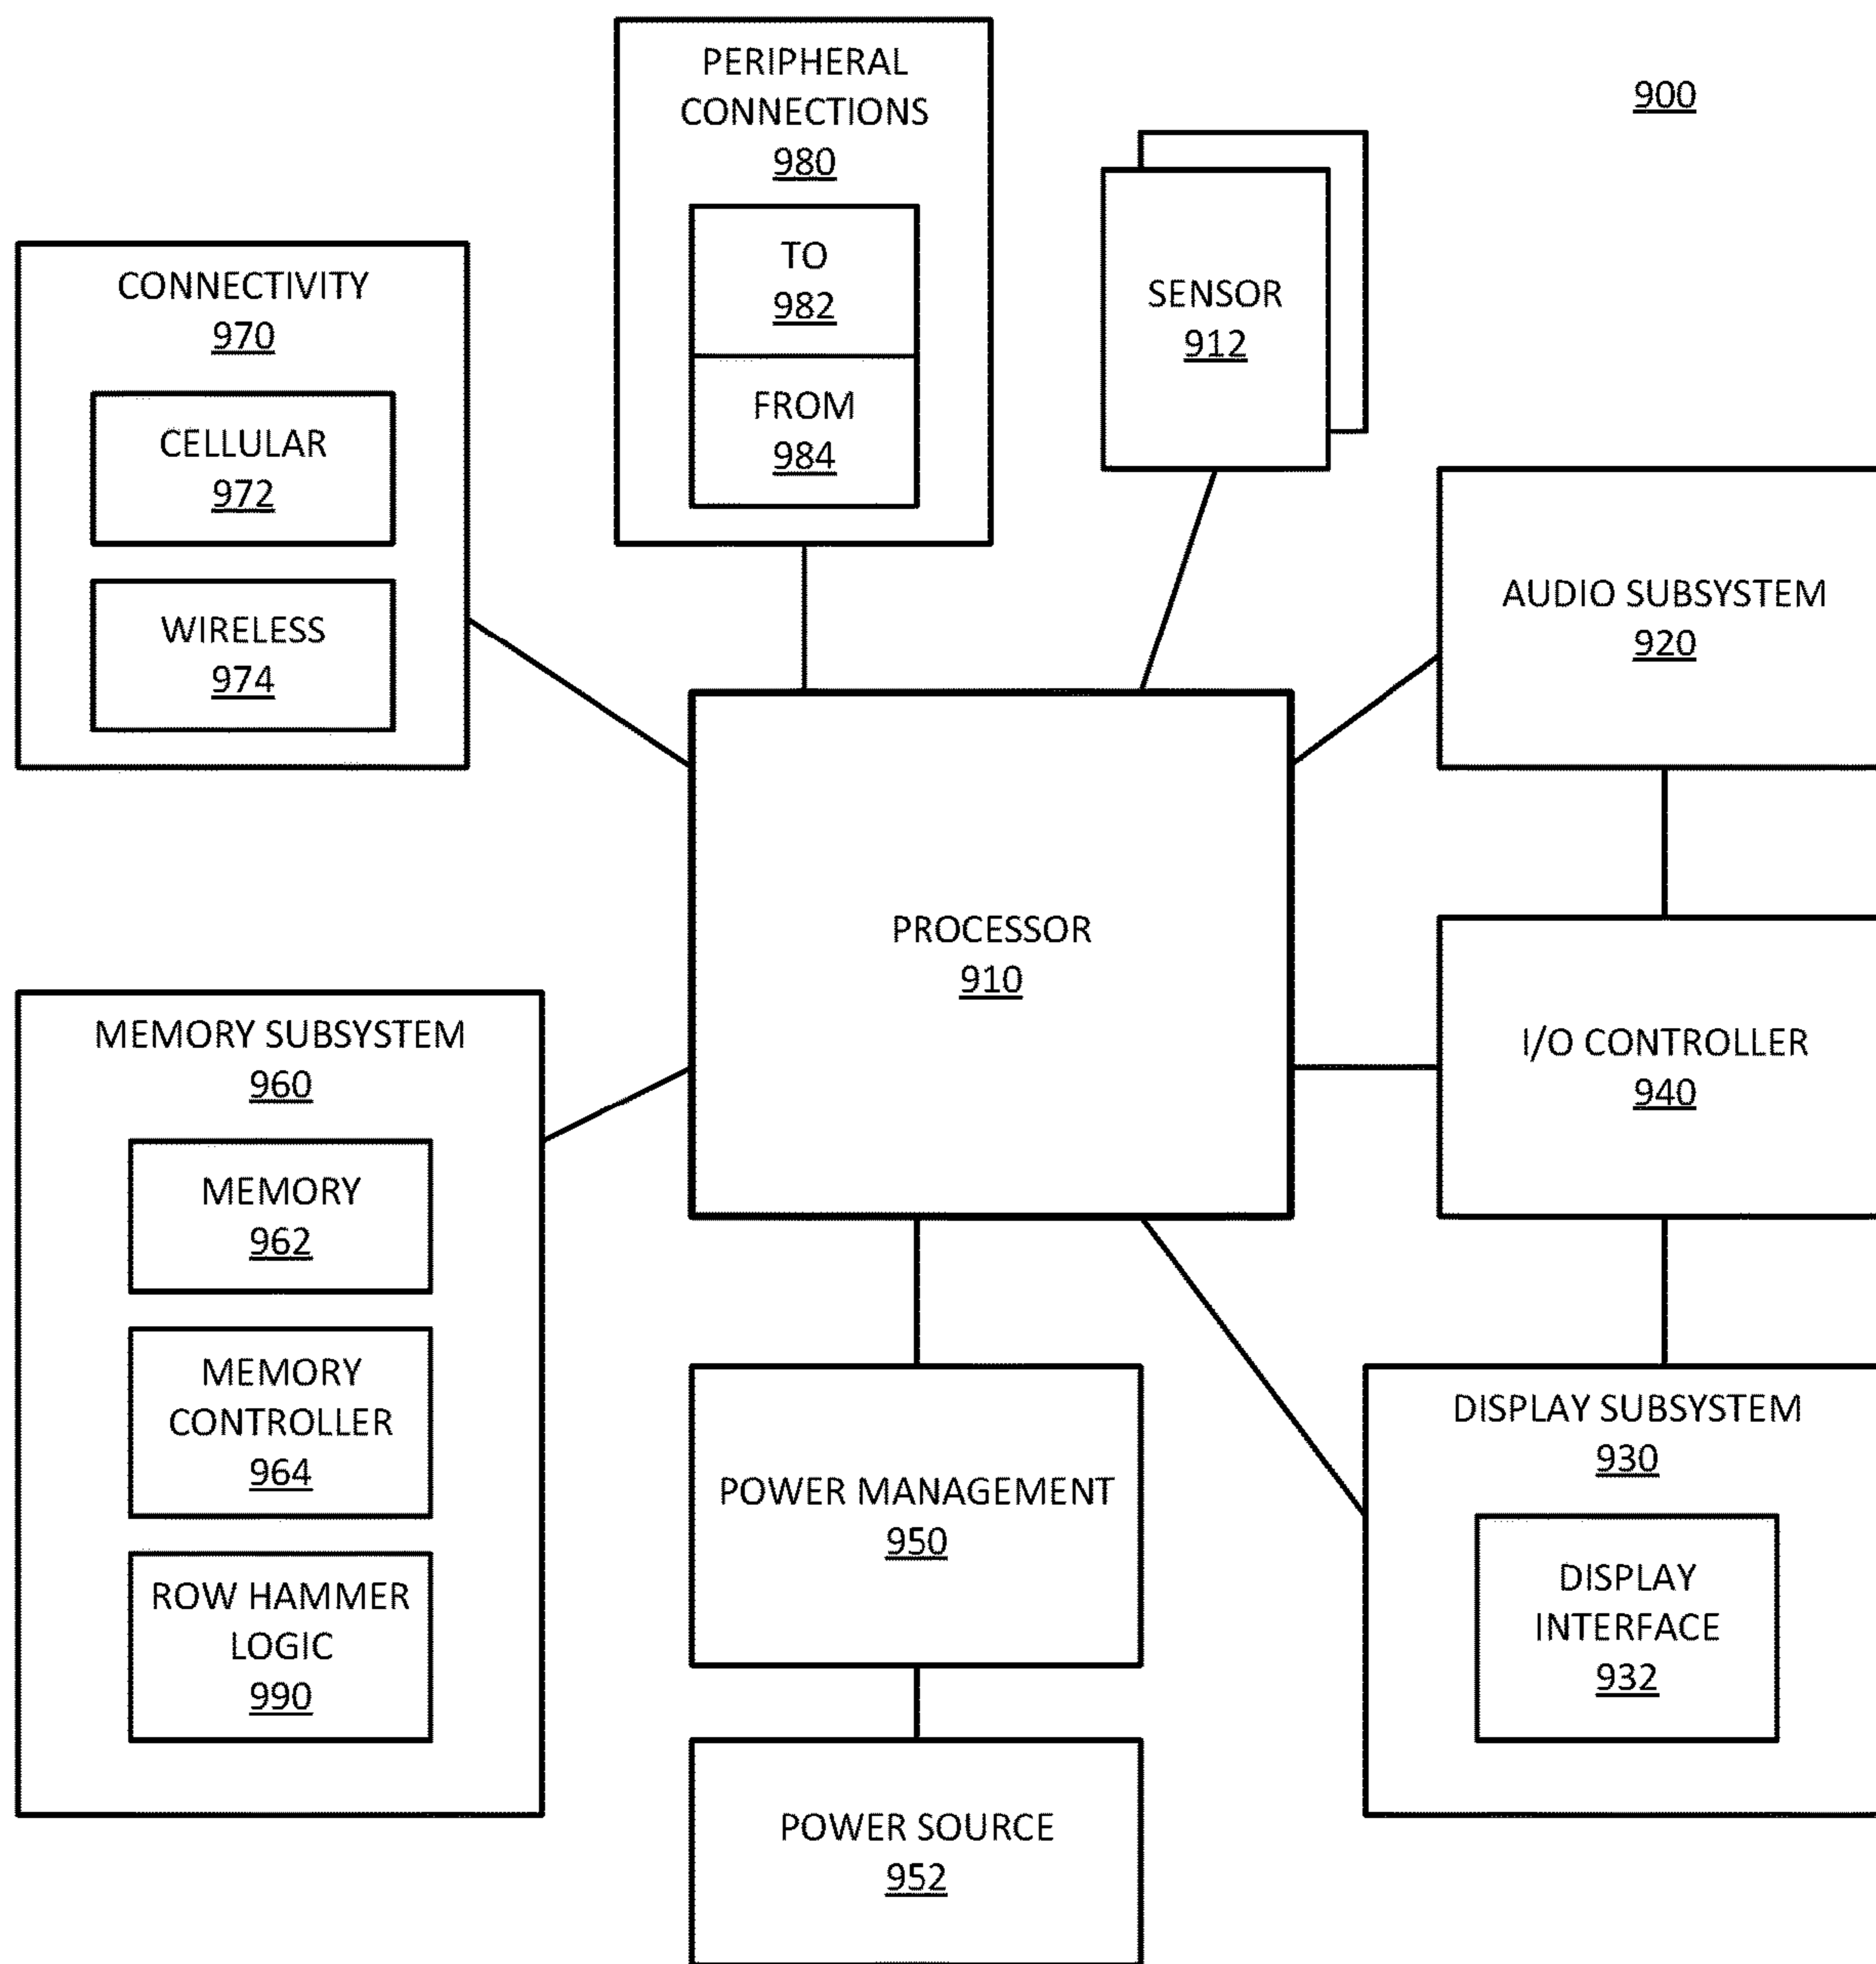 900
PERIPHERAL
CONNECTIONS
980
TO
982
FROM
984
SENSOR
912
CONNECTIVITY
970
CELLULAR
972
WIRELESS
974
AUDIO SUBSYSTEM
920
PROCESSOR
910
I/O CONTROLLER
940
MEMORY SUBSYSTEM
960
MEMORY
962
MEMORY
CONTROLLER
964
ROW HAMMER
LOGIC
990
POWER MANAGEMENT
950
POWER SOURCE
952
DISPLAY SUBSYSTEM
930
DISPLAY
INTERFACE
932